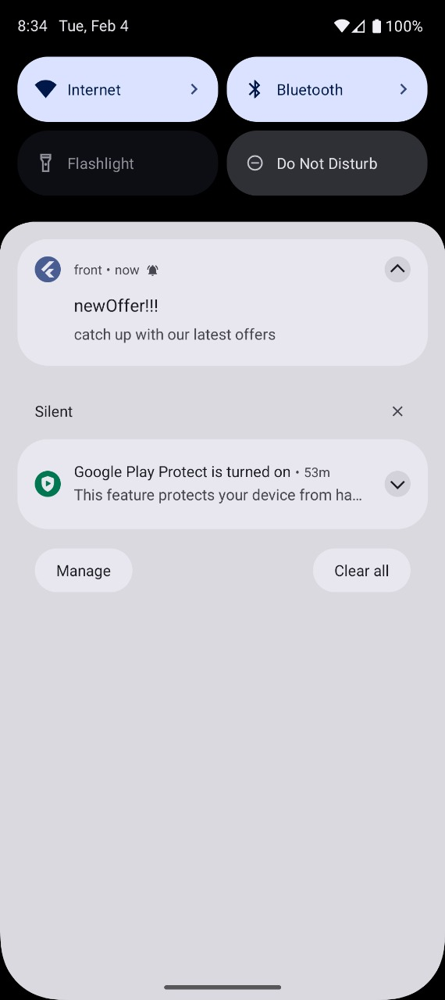 8:34 Tue, Feb 4 100%
Internet Bluetooth
Flashlight Do Not Disturb
front • now
newOffer!!!
catch up with our latest offers
Silent
Google Play Protect is turned on • 53m
This feature protects your device from ha...
Manage Clear all